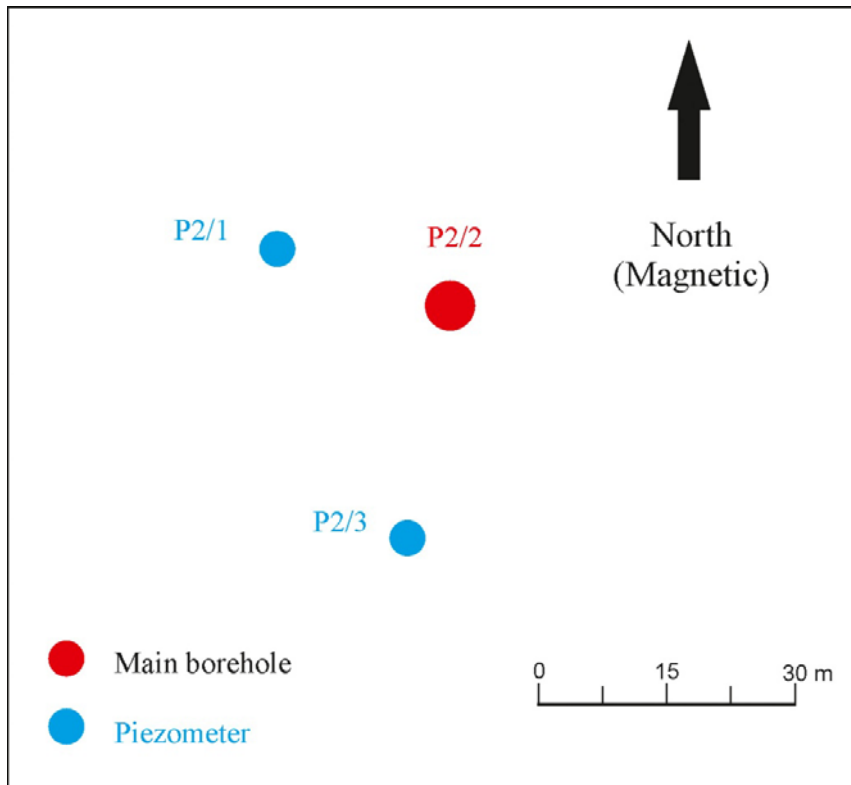 P2/1
P2/2
North
(Magnetic)
P2/3
Main borehole
Piezometer
0 15 30 m